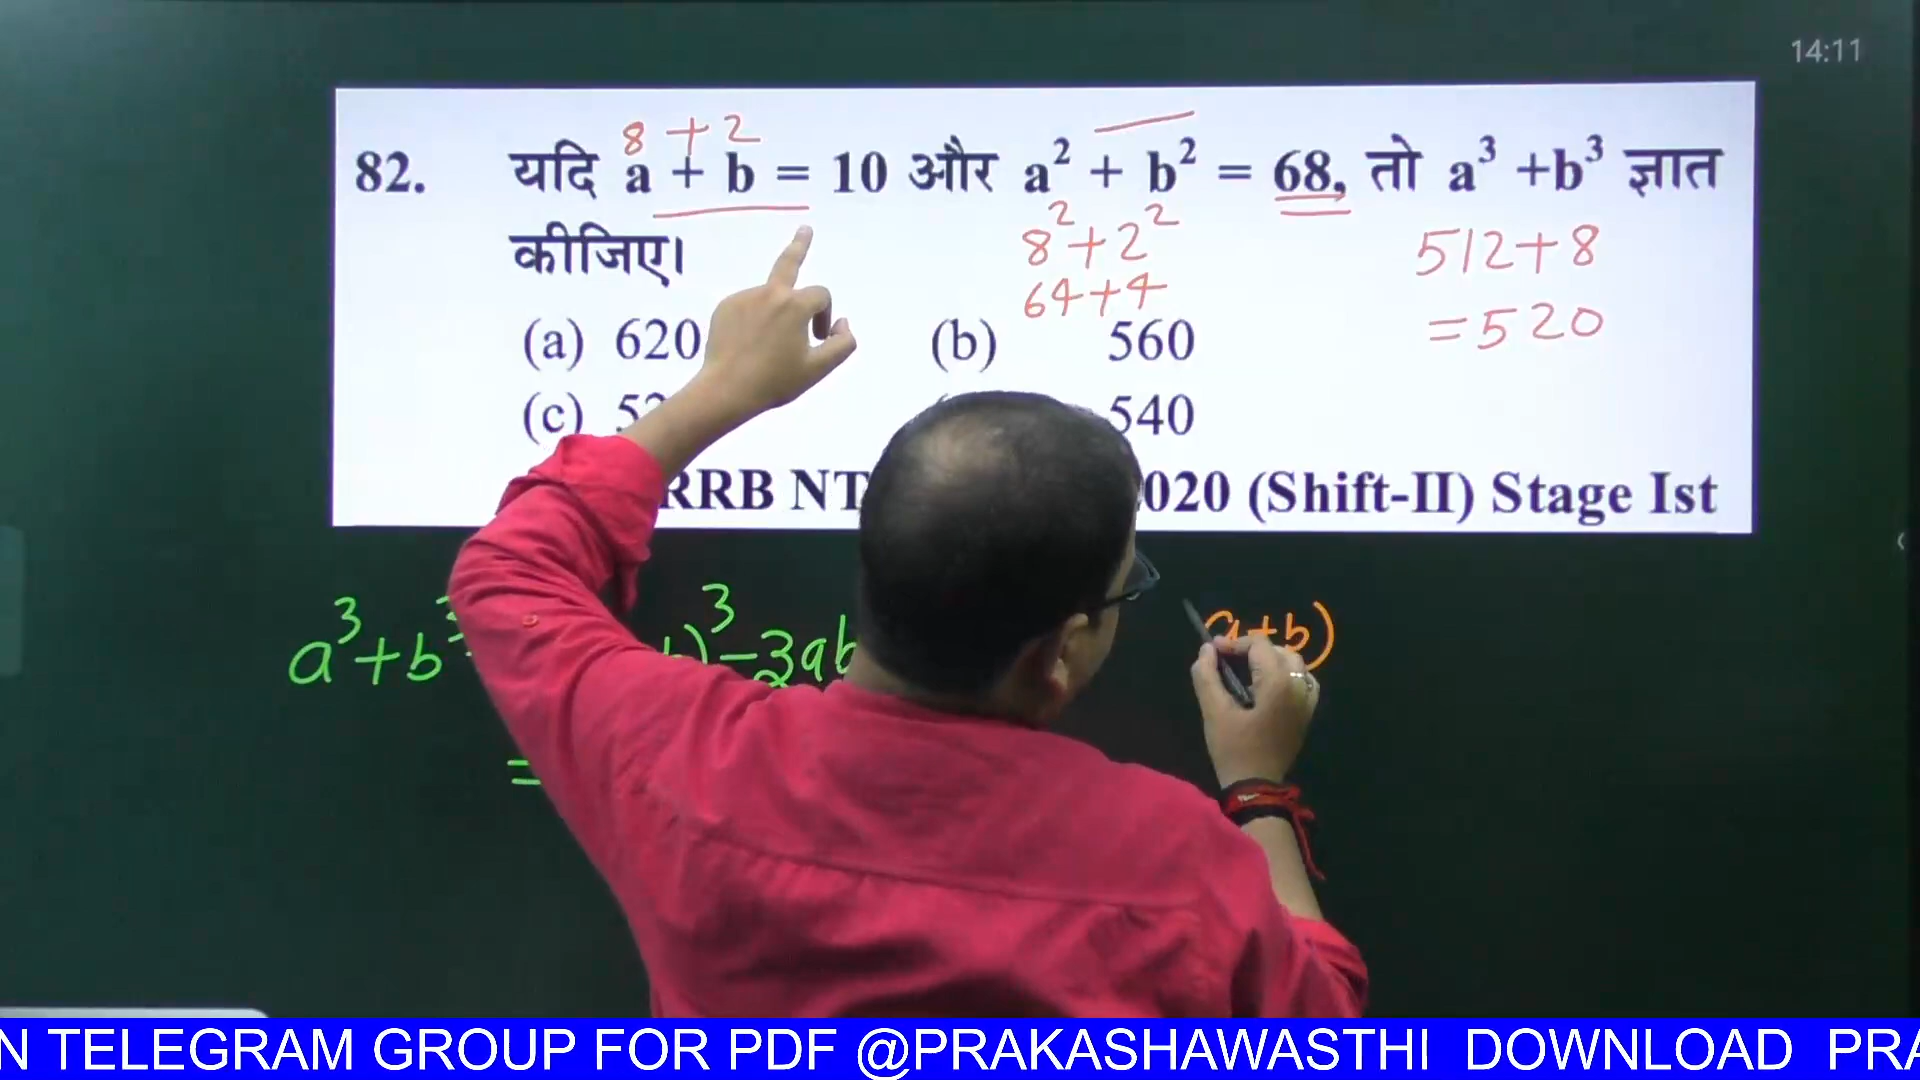 14:11
8 + 2
82. यदि a + b = 10 और a² + b² = 68, तो a³ +b³ ज्ञात
कीजिए।
8² + 2²
64+4
512+8
=520
(a) 620 (b) 560
(c) 540
RRB NT 020 (Shift-II) Stage Ist
a³+b )³-3ab a+b)
=
N TELEGRAM GROUP FOR PDF @PRAKASHAWASTHI DOWNLOAD PRA